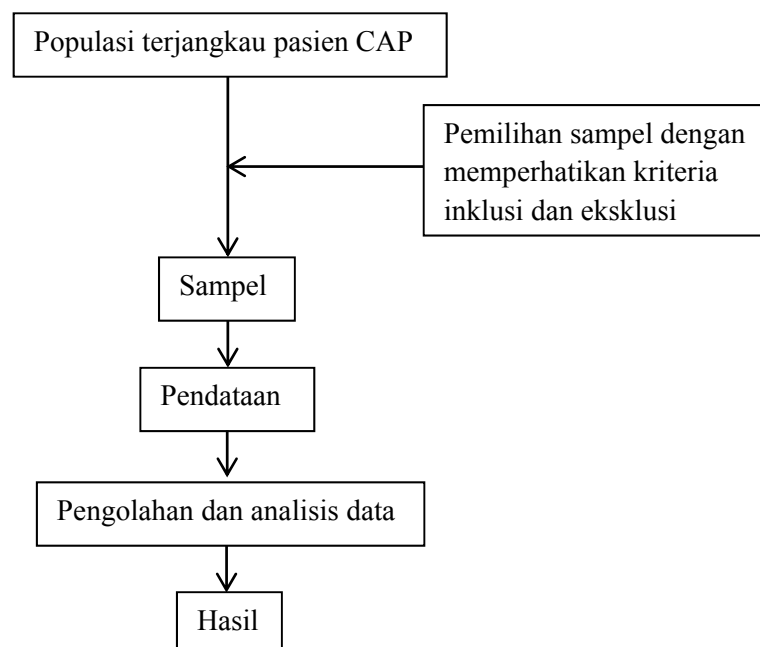 Populasi terjangkau pasien CAP
Pemilihan sampel dengan
memperhatikan kriteria
inklusi dan eksklusi
Sampel
Pendataan
Pengolahan dan analisis data
Hasil